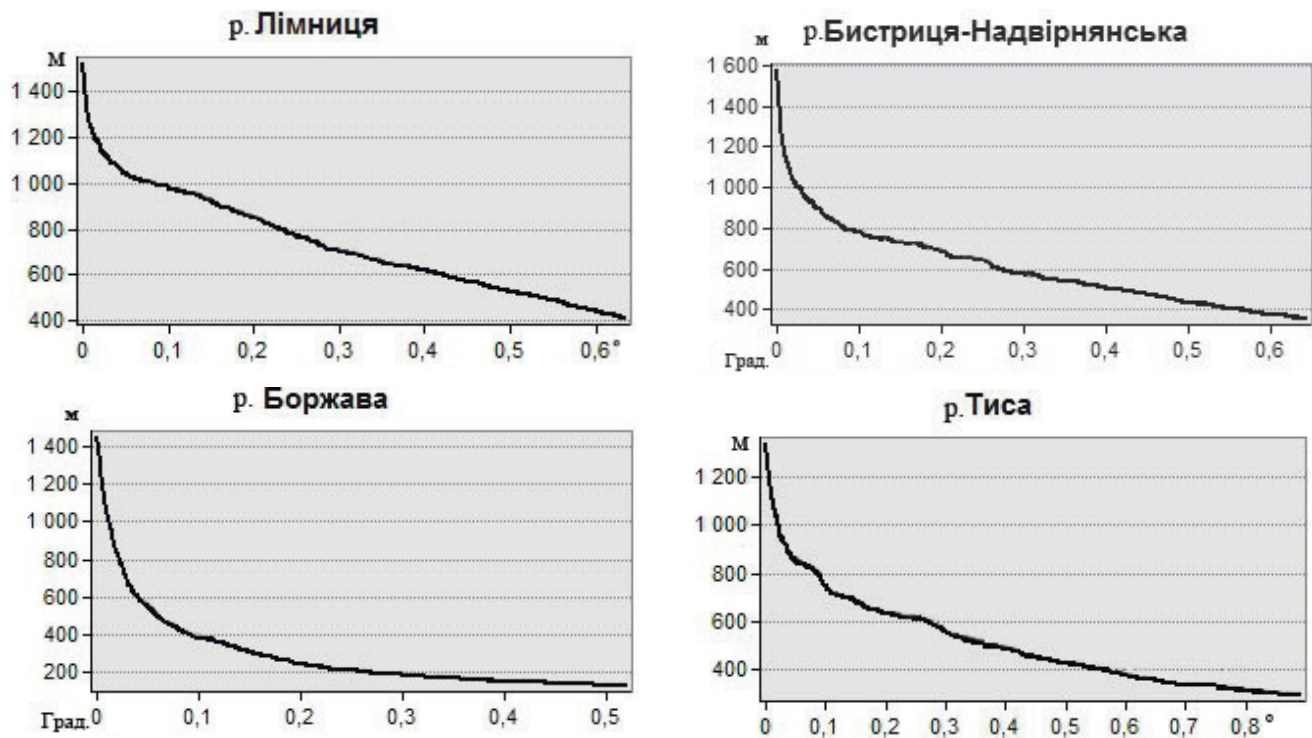 р. Лімниця
м
1 400
1 200
1 000
800
600
400
0 0,1 0,2 0,3 0,4 0,5 0,6°
р.Бистриця-Надвірнянська
м
1 600
1 400
1 200
1 000
800
600
400
Град.
0 0,1 0,2 0,3 0,4 0,5 0,6
р. Боржава
м
1 400
1 200
1 000
800
600
400
200
Град. 0 0,1 0,2 0,3 0,4 0,5
р.Тиса
м
1 200
1 000
800
600
400
0 0,1 0,2 0,3 0,4 0,5 0,6 0,7 0,8 °